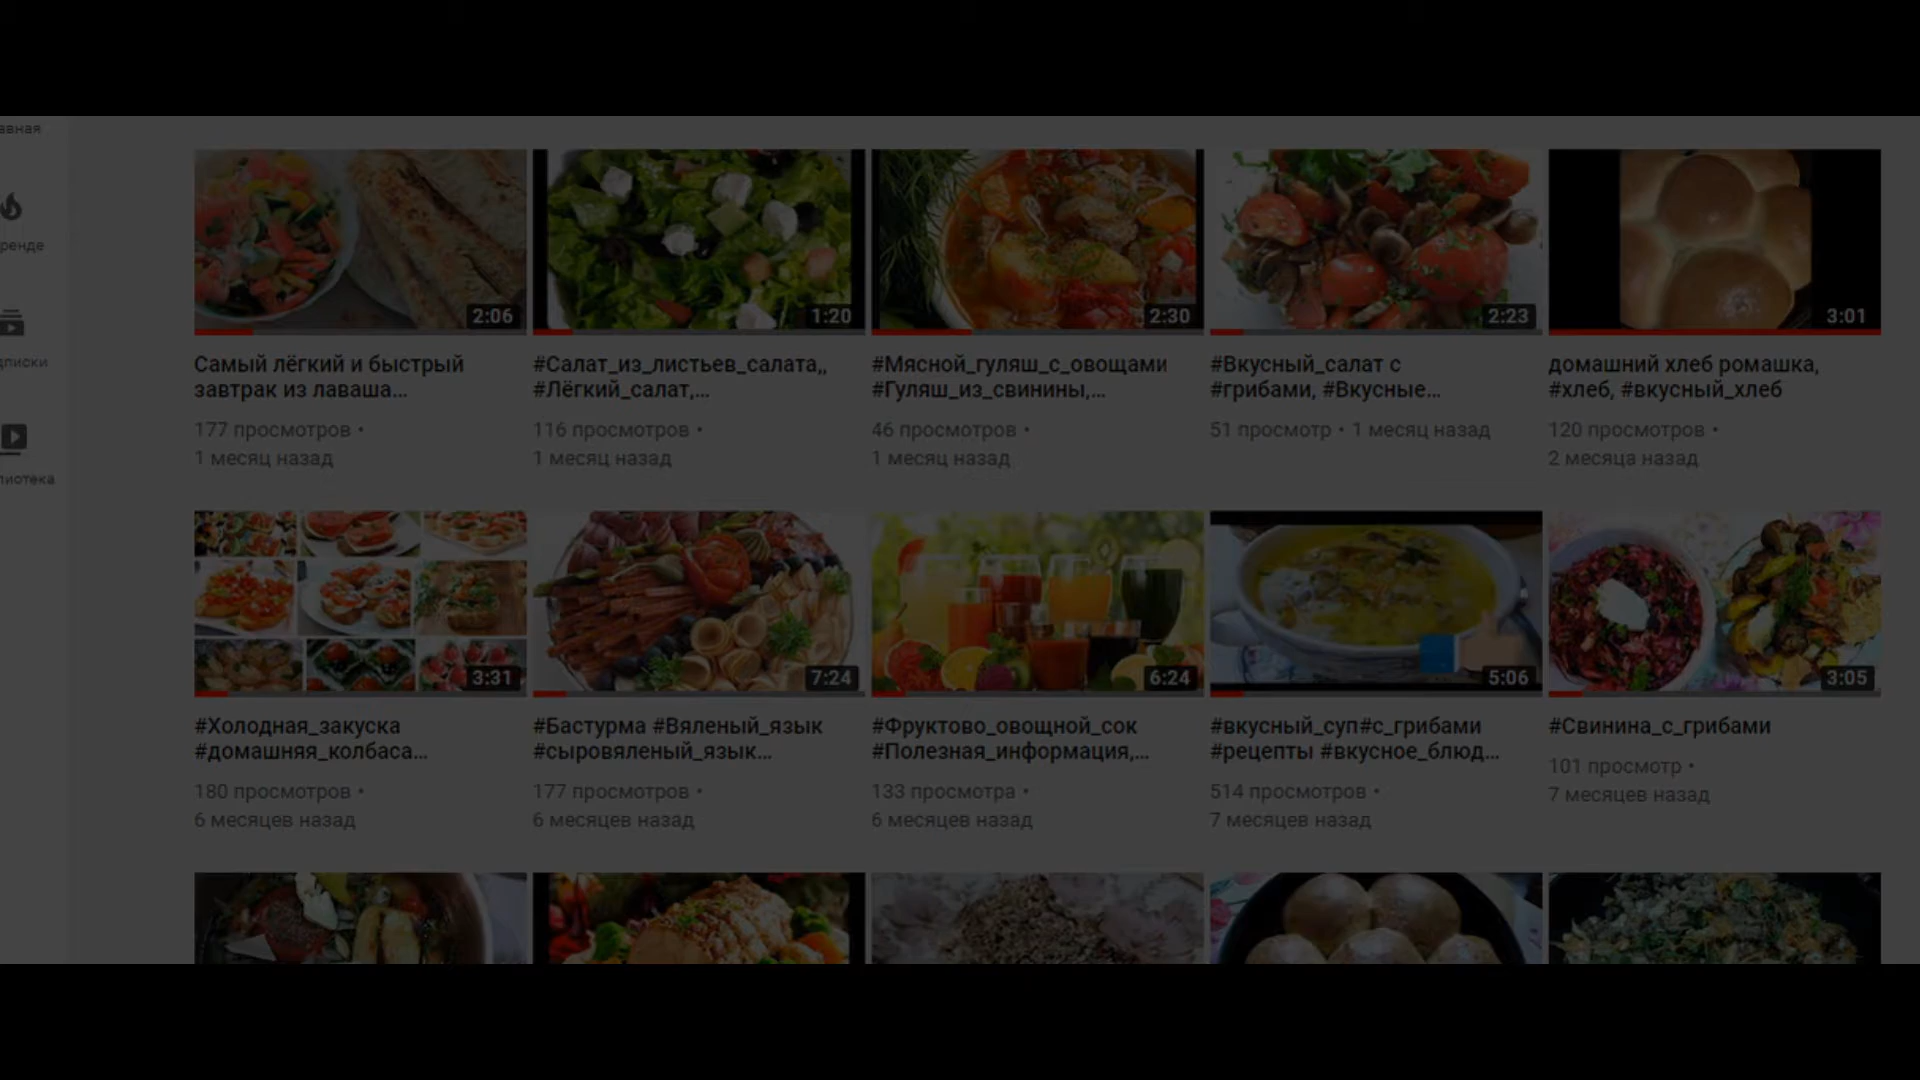 авная
ренде
дписки
лиотека
2:06
1:20
2:30
2:23
3:01
Самый лёгкий и быстрый
завтрак из лаваша...
177 просмотров •
1 месяц назад
#Салат_из_листьев_салата,,
#Лёгкий_салат,...
116 просмотров •
1 месяц назад
#Мясной_гуляш_с_овощами
#Гуляш_из_свинины,...
46 просмотров •
1 месяц назад
#Вкусный_салат с
#грибами, #Вкусные...
51 просмотр • 1 месяц назад
домашний хлеб ромашка,
#хлеб, #вкусный_хлеб
120 просмотров •
2 месяца назад
3:31
7:24
6:24
5:06
3:05
#Холодная_закуска
#домашняя_колбаса...
180 просмотров •
6 месяцев назад
#Бастурма #Вяленый_язык
#сыровяленый_язык...
177 просмотров •
6 месяцев назад
#Фруктово_овощной_сок
#Полезная_информация,...
133 просмотра •
6 месяцев назад
#вкусный_суп#с_грибами
#рецепты #вкусное_блюд...
514 просмотров •
7 месяцев назад
#Свинина_с_грибами
101 просмотр •
7 месяцев назад